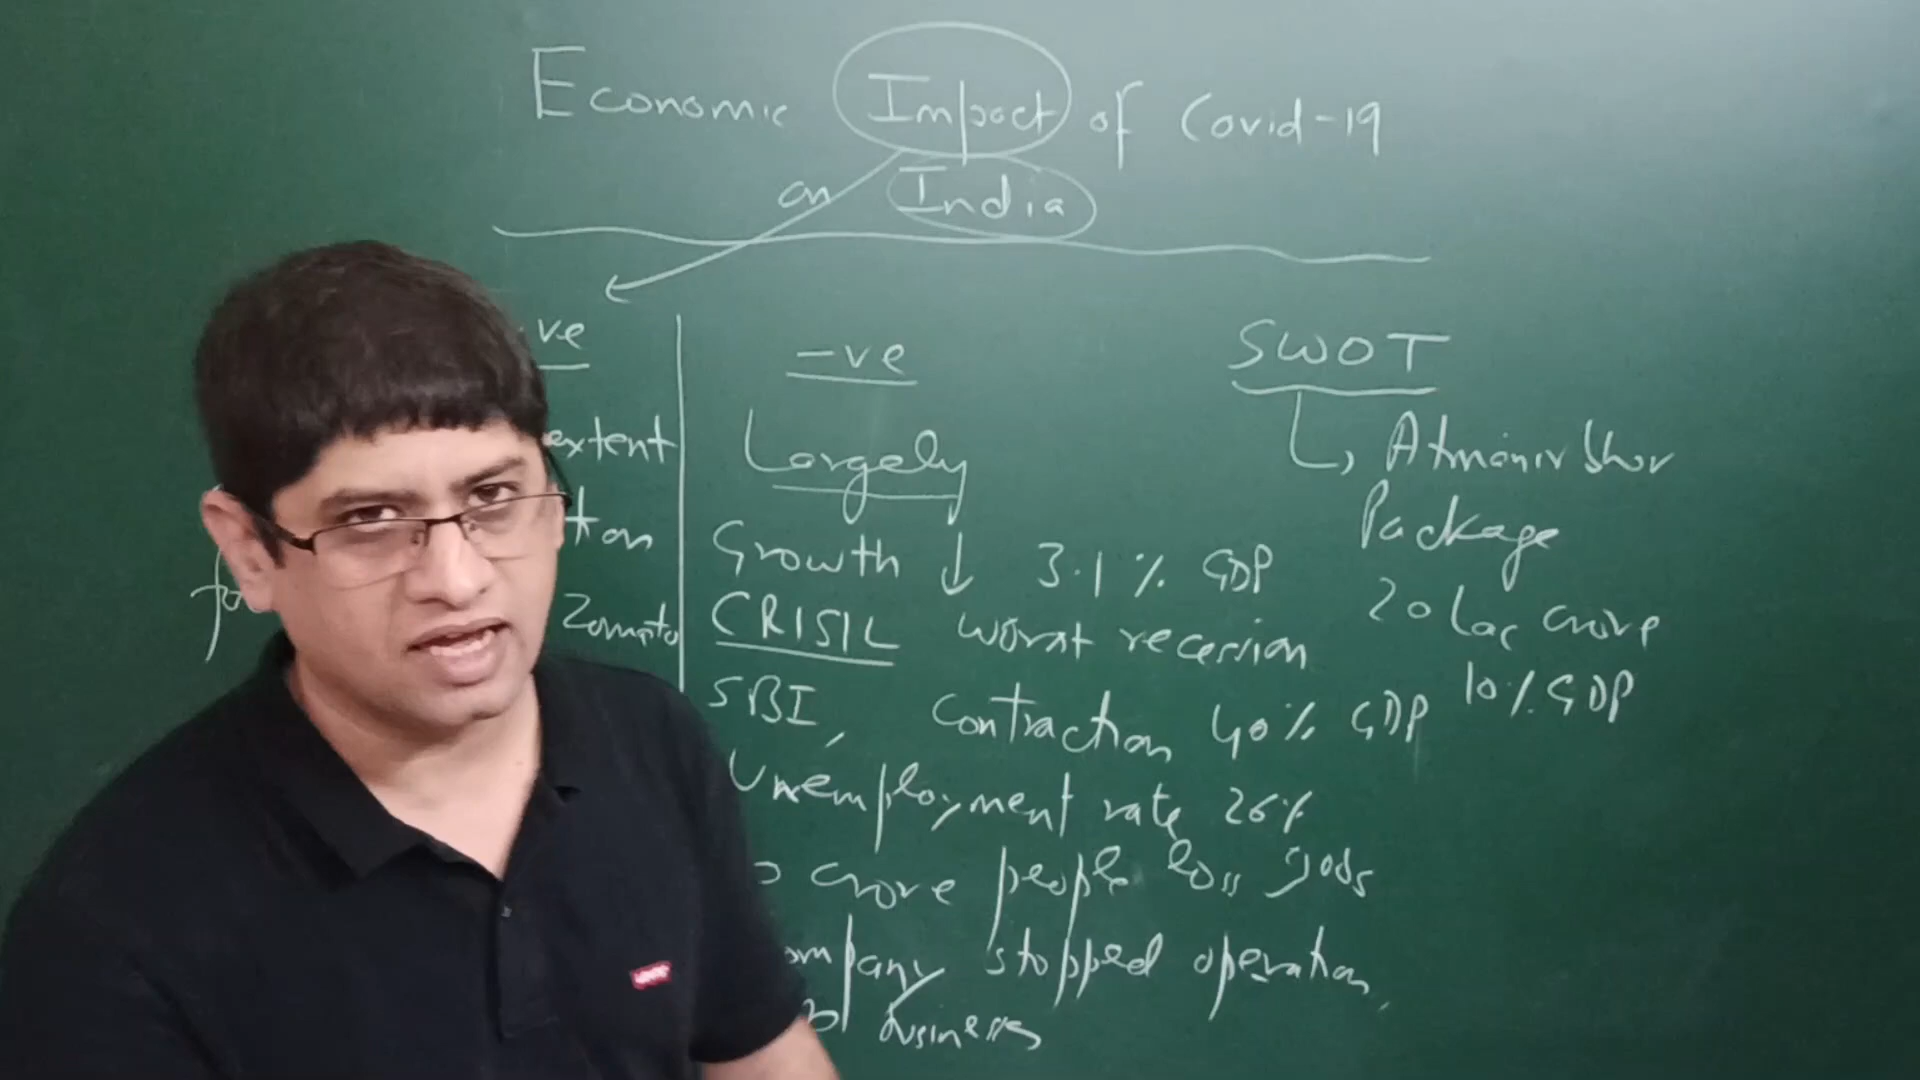 Economic Impact of Covid-19
on India
ve
extent
Zomato
-ve
Largely
Growth ↓ 3.1% GDP
CRISIL worst recession
SBI, Contraction 40% GDP
Unemployment rate 26%
crore people loss jobs
ompany stopped operation,
business
SWOT
Package
20 Lac crore
10% GDP
Levi's